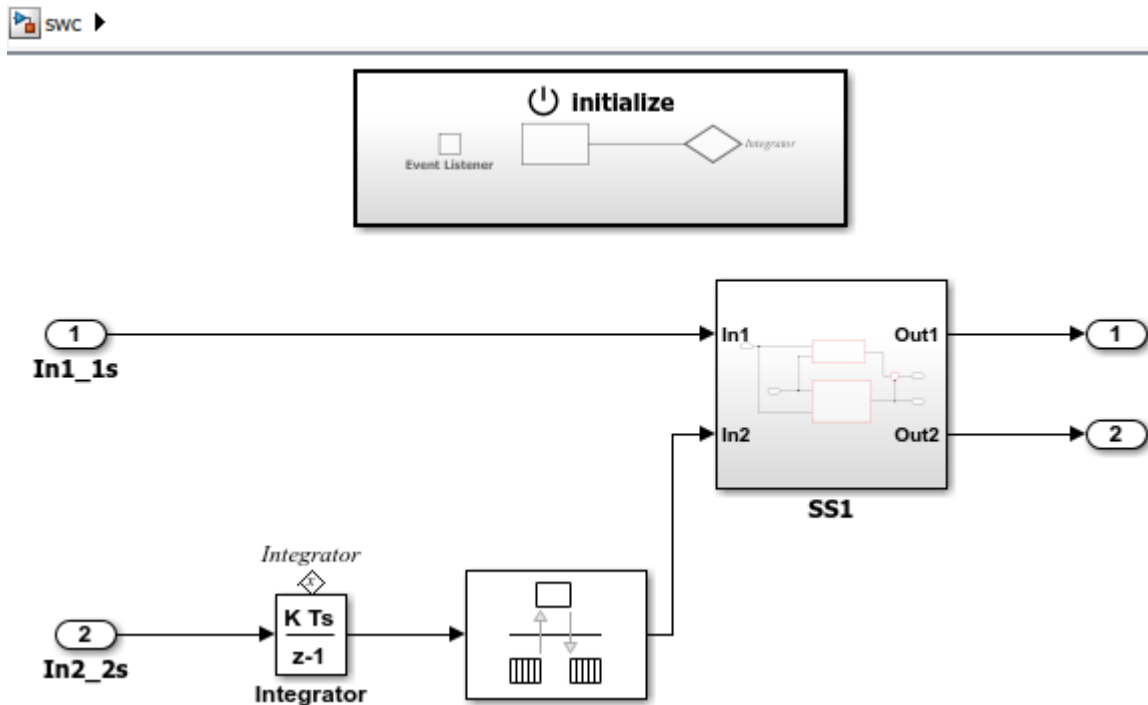 swc
initialize
Event Listener
Integrator
1
In1_1s
In1
Out1
1
In2
Out2
2
SS1
Integrator
x
2
In2_2s
K Ts
z-1
Integrator